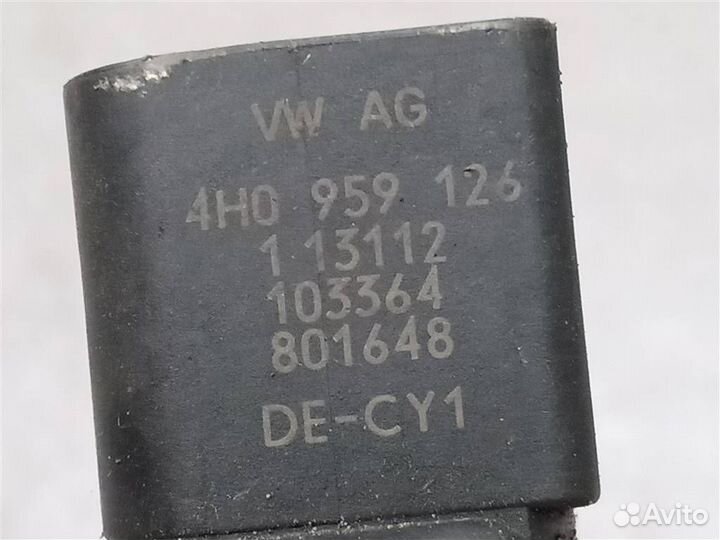 VW AG
4H0 959 126
1 13112
103364
801648
DE-CY1
Avito